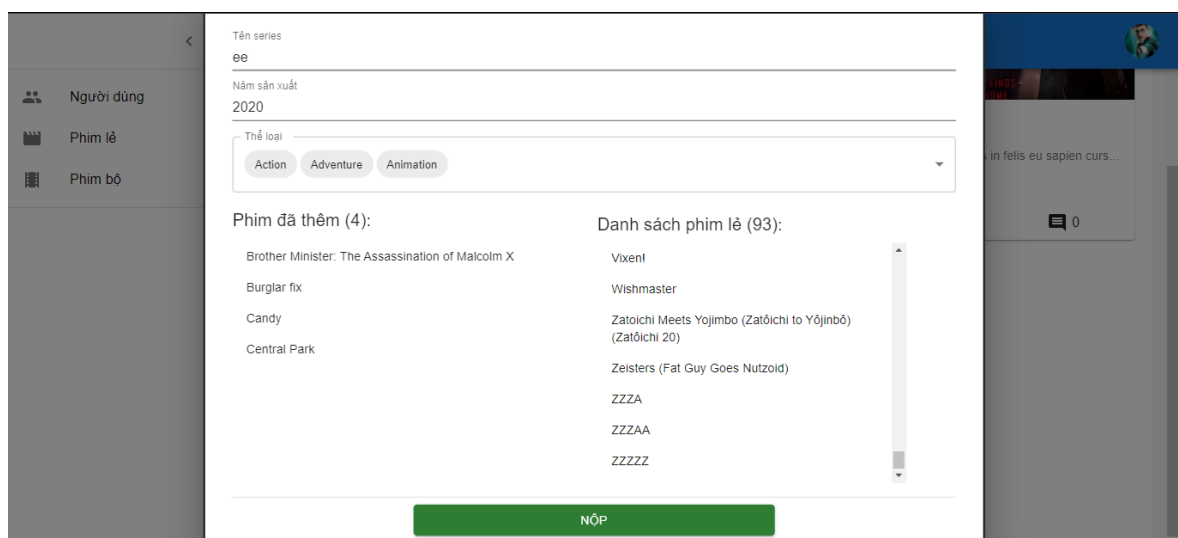 Tên series
ee
Năm sản xuất
2020
Thể loại
Action Adventure Animation
Người dùng
Phim lẻ
Phim bộ
Phim đã thêm (4):
Brother Minister: The Assassination of Malcolm X
Burglar fix
Candy
Central Park
Danh sách phim lẻ (93):
Vixen!
Wishmaster
Zatoichi Meets Yojimbo (Zatôichi to Yôjinbô)
(Zatôichi 20)
Zeisters (Fat Guy Goes Nutzoid)
ZZZA
ZZZAA
ZZZZZ
NỘP
FINDS
HOME
in felis eu sapien curs...
0